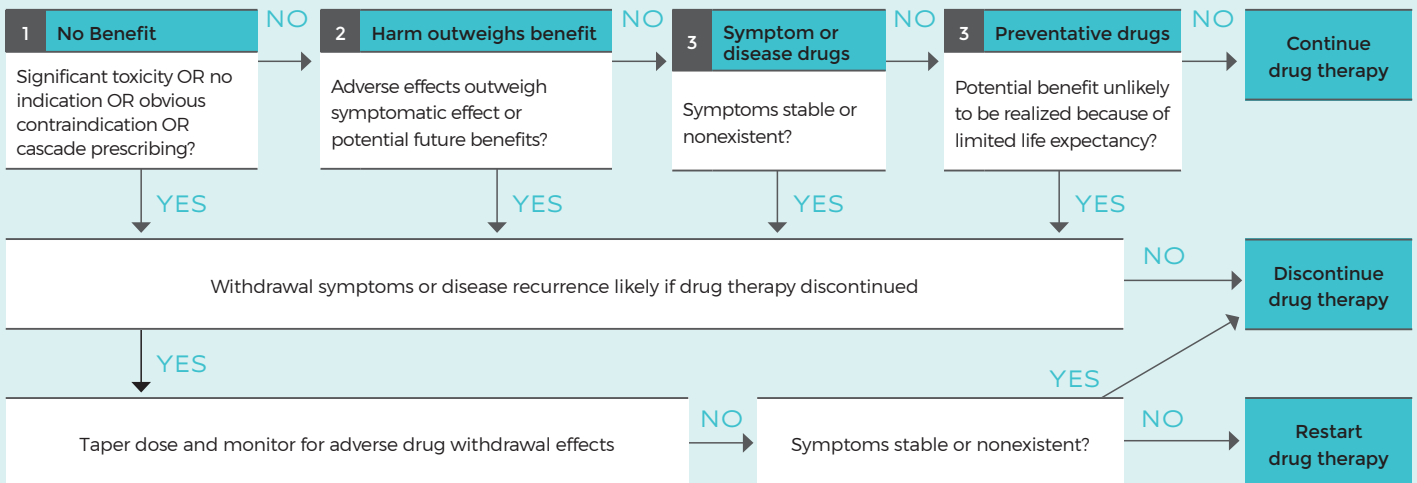 1 No Benefit
Significant toxicity OR no
indication OR obvious
contraindication OR
cascade prescribing?
NO
2 Harm outweighs benefit
Adverse effects outweigh
symptomatic effect or
potential future benefits?
NO
3 Symptom or
disease drugs
Symptoms stable or
nonexistent?
NO
3 Preventative drugs
Potential benefit unlikely
to be realized because of
limited life expectancy?
NO
Continue
drug therapy
YES
YES
YES
YES
Withdrawal symptoms or disease recurrence likely if drug therapy discontinued
NO
Discontinue
drug therapy
YES
Taper dose and monitor for adverse drug withdrawal effects
NO
Symptoms stable or nonexistent?
YES
NO
Restart
drug therapy